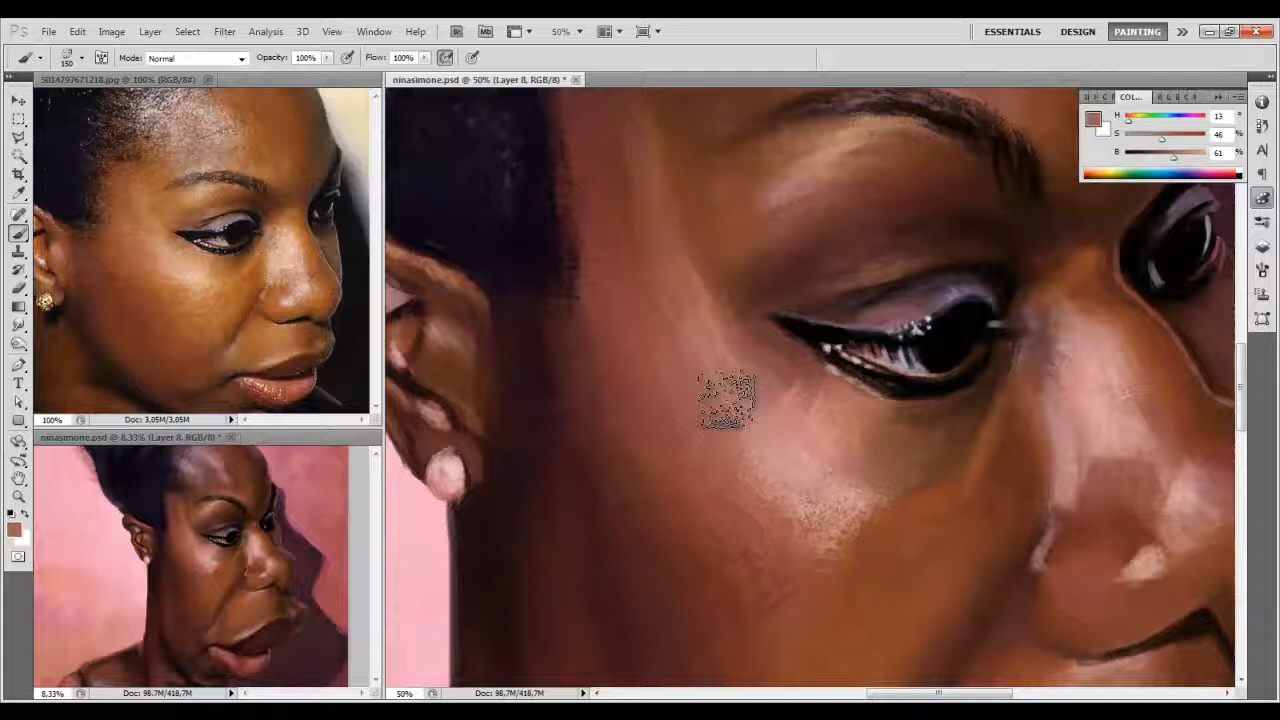 Ps File Edit Image Layer Select Filter Analysis 3D View Window Help Br Mb 50% ESSENTIALS DESIGN PAINTING
150 Mode: Normal Opacity: 100% Flow: 100%
5014797671218.jpg @ 100% (RGB/8#)
ninasimone.psd @ 50% (Layer 8, RGB/8) *
COL...
H 13 °
S 46 %
B 61 %
100% Doc: 3,05M/3,05M
ninasimone.psd @ 8,33% (Layer 8, RGB/8) *
8,33% Doc: 98,7M/418,7M
50% Doc: 98,7M/418,7M